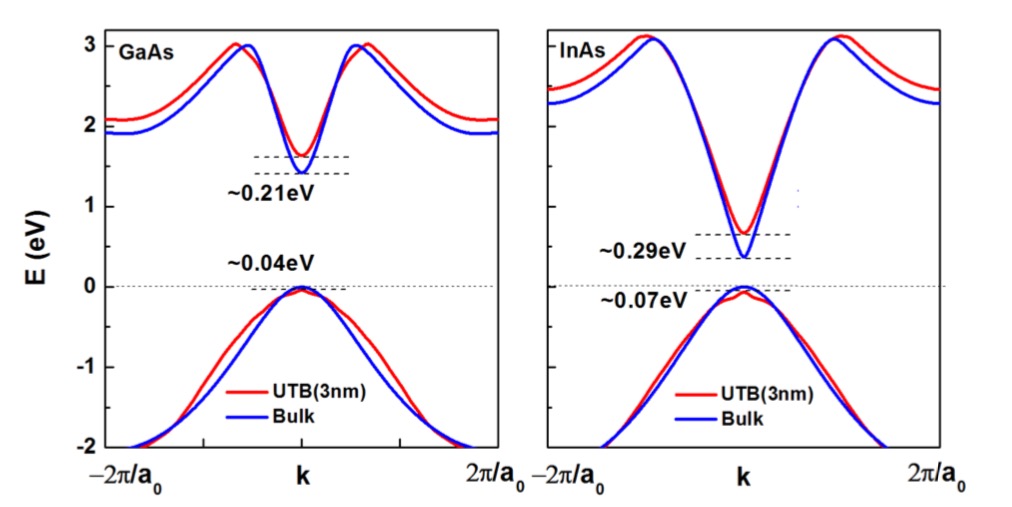 GaAs
InAs
3
2
1
0
-1
-2
E (eV)
~0.21eV
~0.04eV
UTB(3nm)
Bulk
~0.29eV
~0.07eV
UTB(3nm)
Bulk
−2π/a₀
k
2π/a₀
−2π/a₀
k
2π/a₀